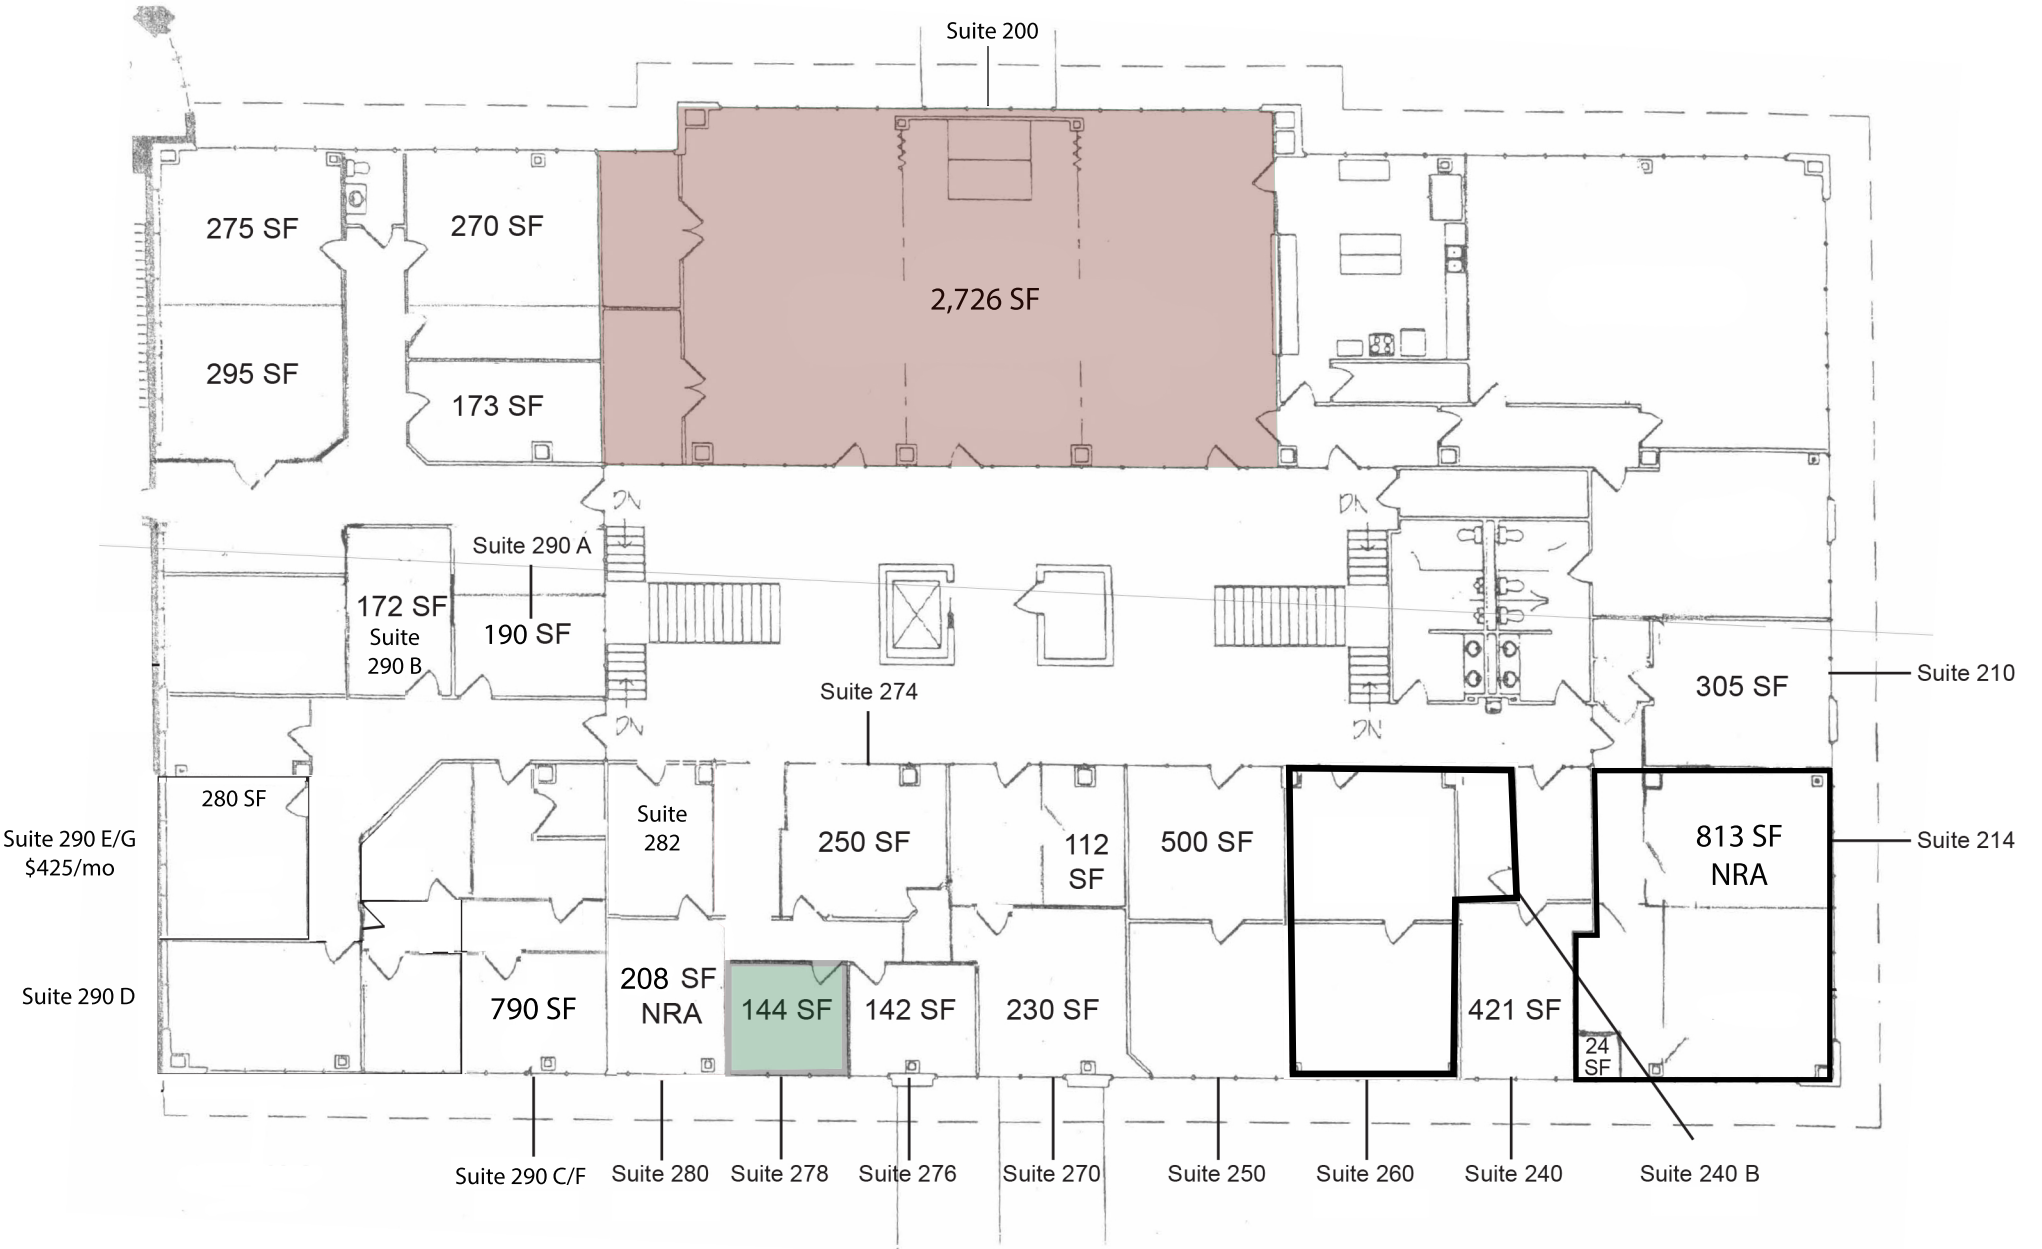 Suite 200
275 SF
270 SF
2,726 SF
295 SF
173 SF
DN
DN
Suite 290 A
172 SF
Suite
290 B
190 SF
Suite 210
305 SF
Suite 274
DN
DN
280 SF
Suite 290 E/G
$425/mo
Suite
282
250 SF
112
SF
500 SF
813 SF
NRA
Suite 214
Suite 290 D
790 SF
208 SF
NRA
144 SF
142 SF
230 SF
421 SF
24
SF
Suite 290 C/F
Suite 280
Suite 278
Suite 276
Suite 270
Suite 250
Suite 260
Suite 240
Suite 240 B